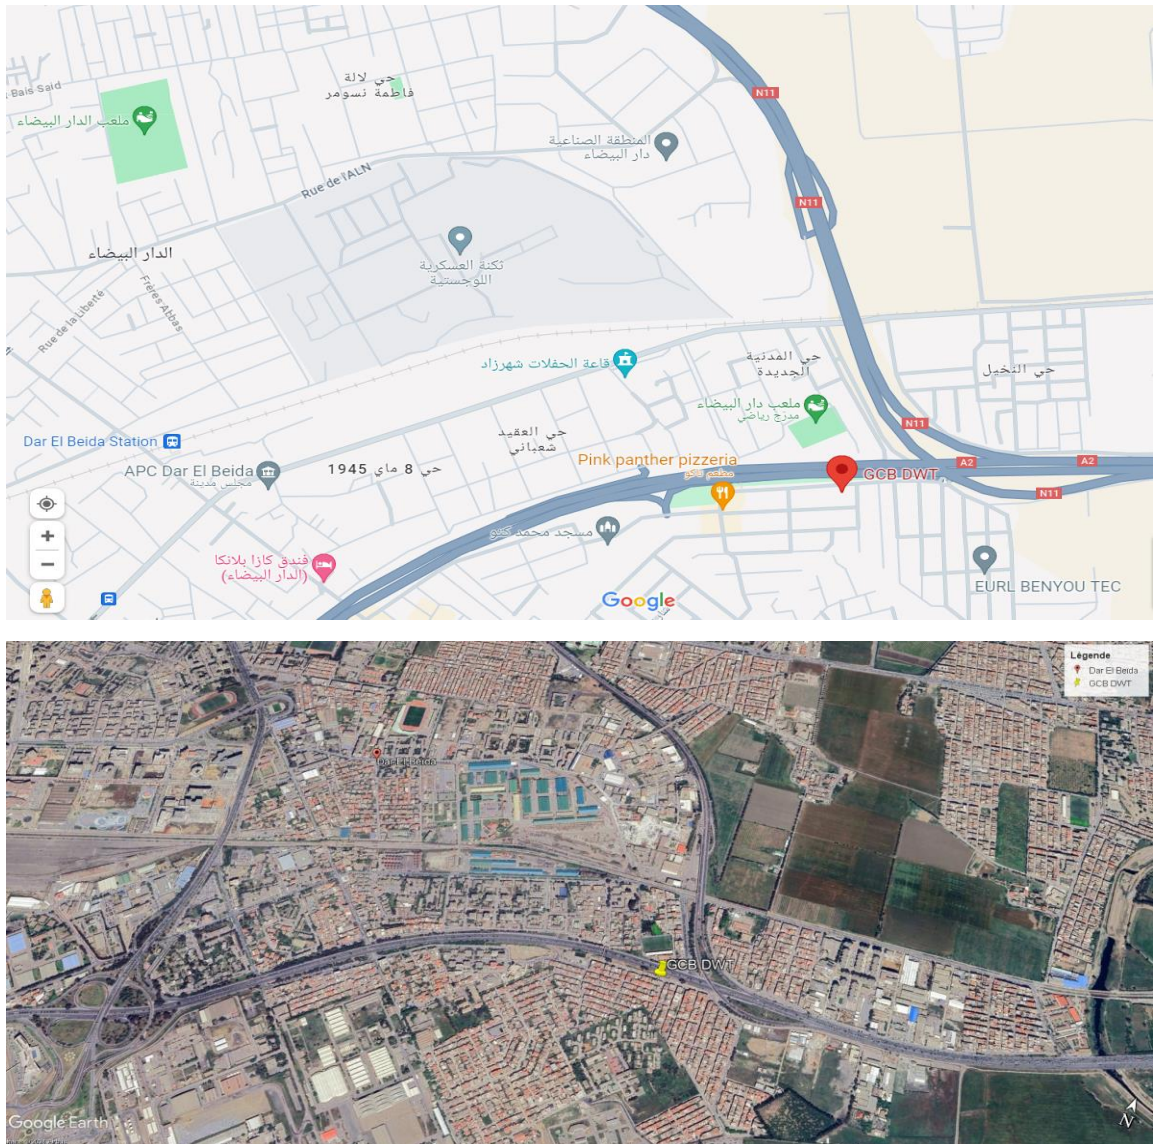 Bais Said
ملعب الدار البيضاء
حي لالة
فاطمة نسومر
N11
المنطقة الصناعية
دار البيضاء
Rue de l'ALN
N11
الدار البيضاء
ثكنة العسكرية
اللوجستية
Frères Abbas
Rue de la Liberté
قاعة الحفلات شهرزاد
حي المدنية
الجديدة
حي النخيل
ملعب دار البيضاء
مدرج رياضي
N11
Dar El Beida Station
حي العقيد
شعباني
APC Dar El Beida
مجلس مدينة
حي 8 ماي 1945
Pink panther pizzeria
مطعم تاكو
GCB DWT
A2
A2
N11
مسجد محمد كتو
فندق كازا بلانكا
(الدار البيضاء)
EURL BENYOU TEC
Google
Légende
Dar El Beida
GCB DWT
Dar El Beida
GCB DWT
Google Earth
N